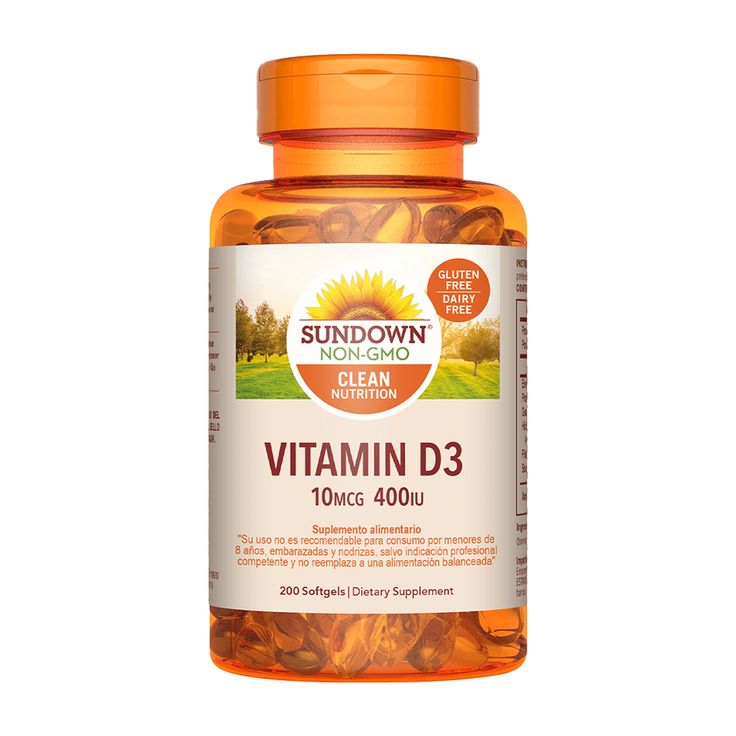 GLUTEN
FREE
DAIRY
FREE
SUNDOWN®
NON-GMO
CLEAN
NUTRITION
VITAMIN D3
10MCG 400IU
Suplemento alimentario
"Su uso no es recomendable para consumo por menores de
8 años, embarazadas y nodrizas, salvo indicación profesional
competente y no reemplaza a una alimentación balanceada"
200 Softgels | Dietary Supplement